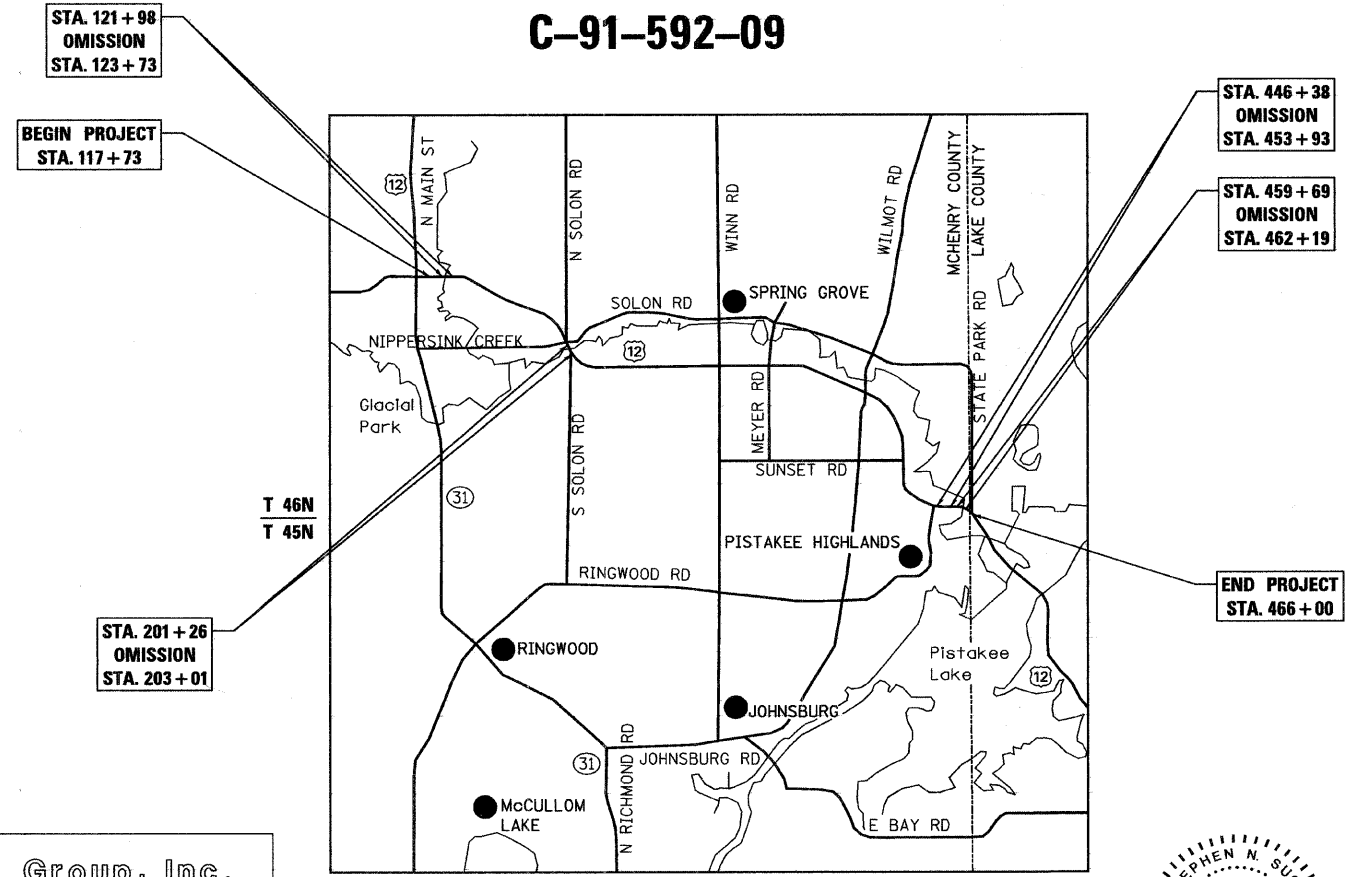 C–91–592–09
STA. 121+98
OMISSION
STA. 123+73
BEGIN PROJECT
STA. 117+73
STA. 446+38
OMISSION
STA. 453+93
STA. 459+69
OMISSION
STA. 462+19
12
N MAIN ST
N SOLON RD
WINN RD
WILMOT RD
MCHENRY COUNTY
LAKE COUNTY
STATE PARK RD
SPRING GROVE
SOLON RD
NIPPERSINK CREEK
12
Glacial
Park
MEYER RD
S SOLON RD
SUNSET RD
31
T 46N
T 45N
PISTAKEE HIGHLANDS
RINGWOOD RD
END PROJECT
STA. 466+00
STA. 201+26
OMISSION
STA. 203+01
RINGWOOD
Pistakee
Lake
12
JOHNSBURG
31
JOHNSBURG RD
N RICHMOND RD
McCULLOM
LAKE
E BAY RD
Group, Inc.
EPHEN N. SU